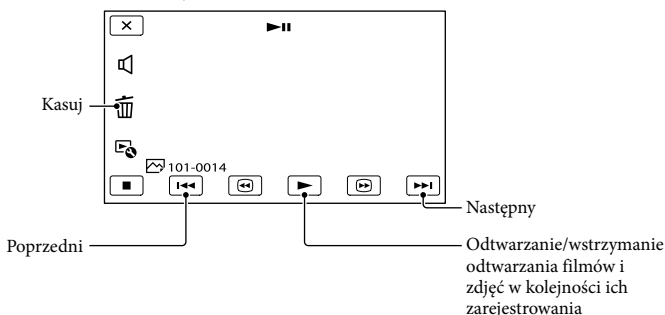 Kasuj
101-0014
Następny
Poprzedni
Odtwarzanie/wstrzymanie
odtwarzania filmów i
zdjęć w kolejności ich
zarejestrowania